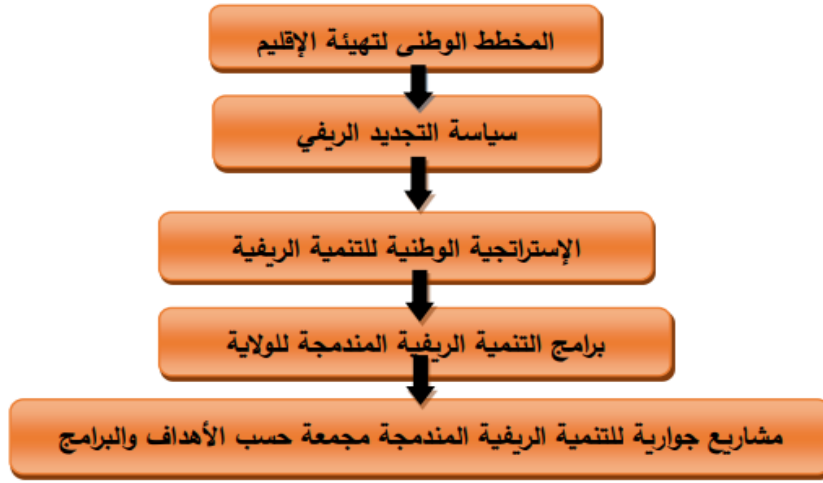 المخطط الوطنى لتهيئة الإقليم
سياسة التجديد الريفي
الإستراتجية الوطنية للتنمية الريفية
برامج التنمية الريفية المندمجة للولاية
مشاريع جوارية للتنمية الريفية المندمجة مجمعة حسب الأهداف والبرامج